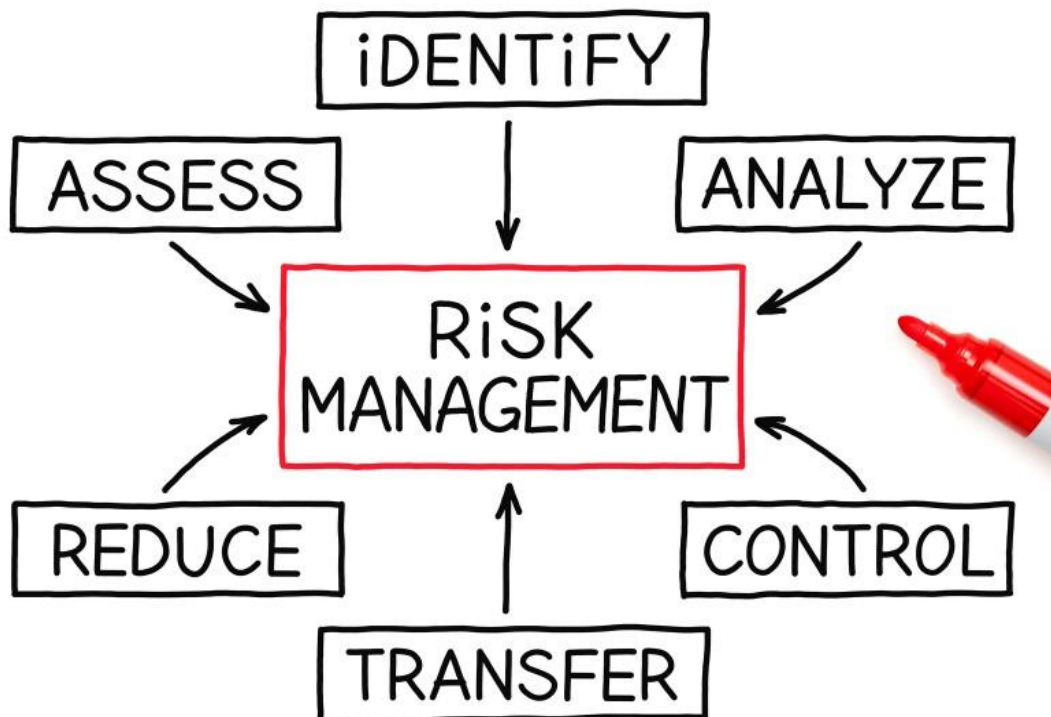 iDENTiFY
ASSESS
ANALYZE
RiSK
MANAGEMENT
REDUCE
CONTROL
TRANSFER